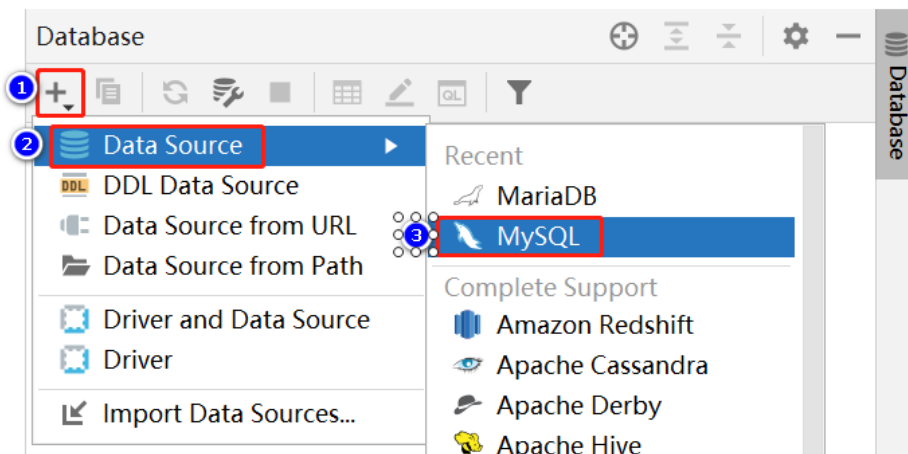 Database
1
QL
2
Data Source
DDL DDL Data Source
Data Source from URL
Data Source from Path
Driver and Data Source
Driver
Import Data Sources...
Recent
MariaDB
3
MySQL
Complete Support
Amazon Redshift
Apache Cassandra
Apache Derby
Apache Hive
Database